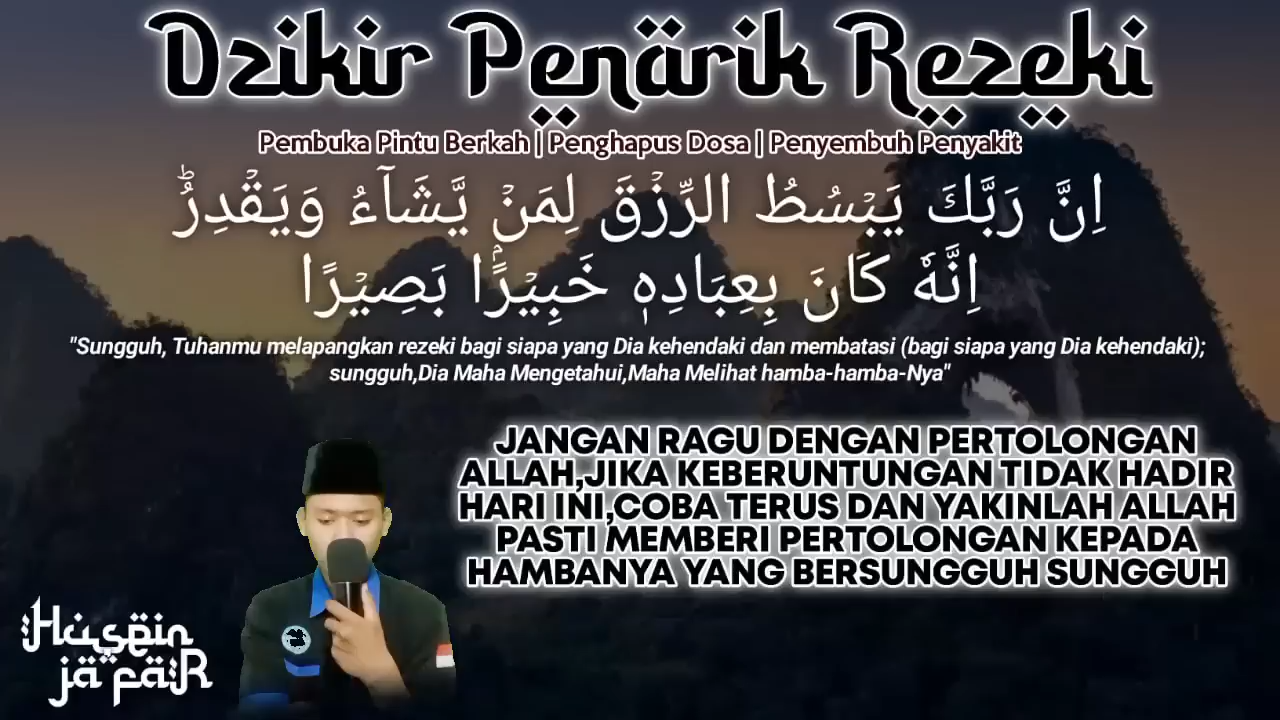 Dzikir Penarik Rezeki
Pembuka Pintu Berkah | Penghapus Dosa | Penyembuh Penyakit
اِنَّ رَبَّكَ يَبْسُطُ الرِّزْقَ لِمَنْ يَّشَاۤءُ وَيَقْدِرُۗ
اِنَّهٗ كَانَ بِعِبَادِهٖ خَبِيْرًاۢ بَصِيْرًا
"Sungguh, Tuhanmu melapangkan rezeki bagi siapa yang Dia kehendaki dan membatasi (bagi siapa yang Dia kehendaki);
sungguh,Dia Maha Mengetahui,Maha Melihat hamba-hamba-Nya"
JANGAN RAGU DENGAN PERTOLONGAN
ALLAH,JIKA KEBERUNTUNGAN TIDAK HADIR
HARI INI,COBA TERUS DAN YAKINLAH ALLAH
PASTI MEMBERI PERTOLONGAN KEPADA
HAMBANYA YANG BERSUNGGUH SUNGGUH
Husein
jafaR